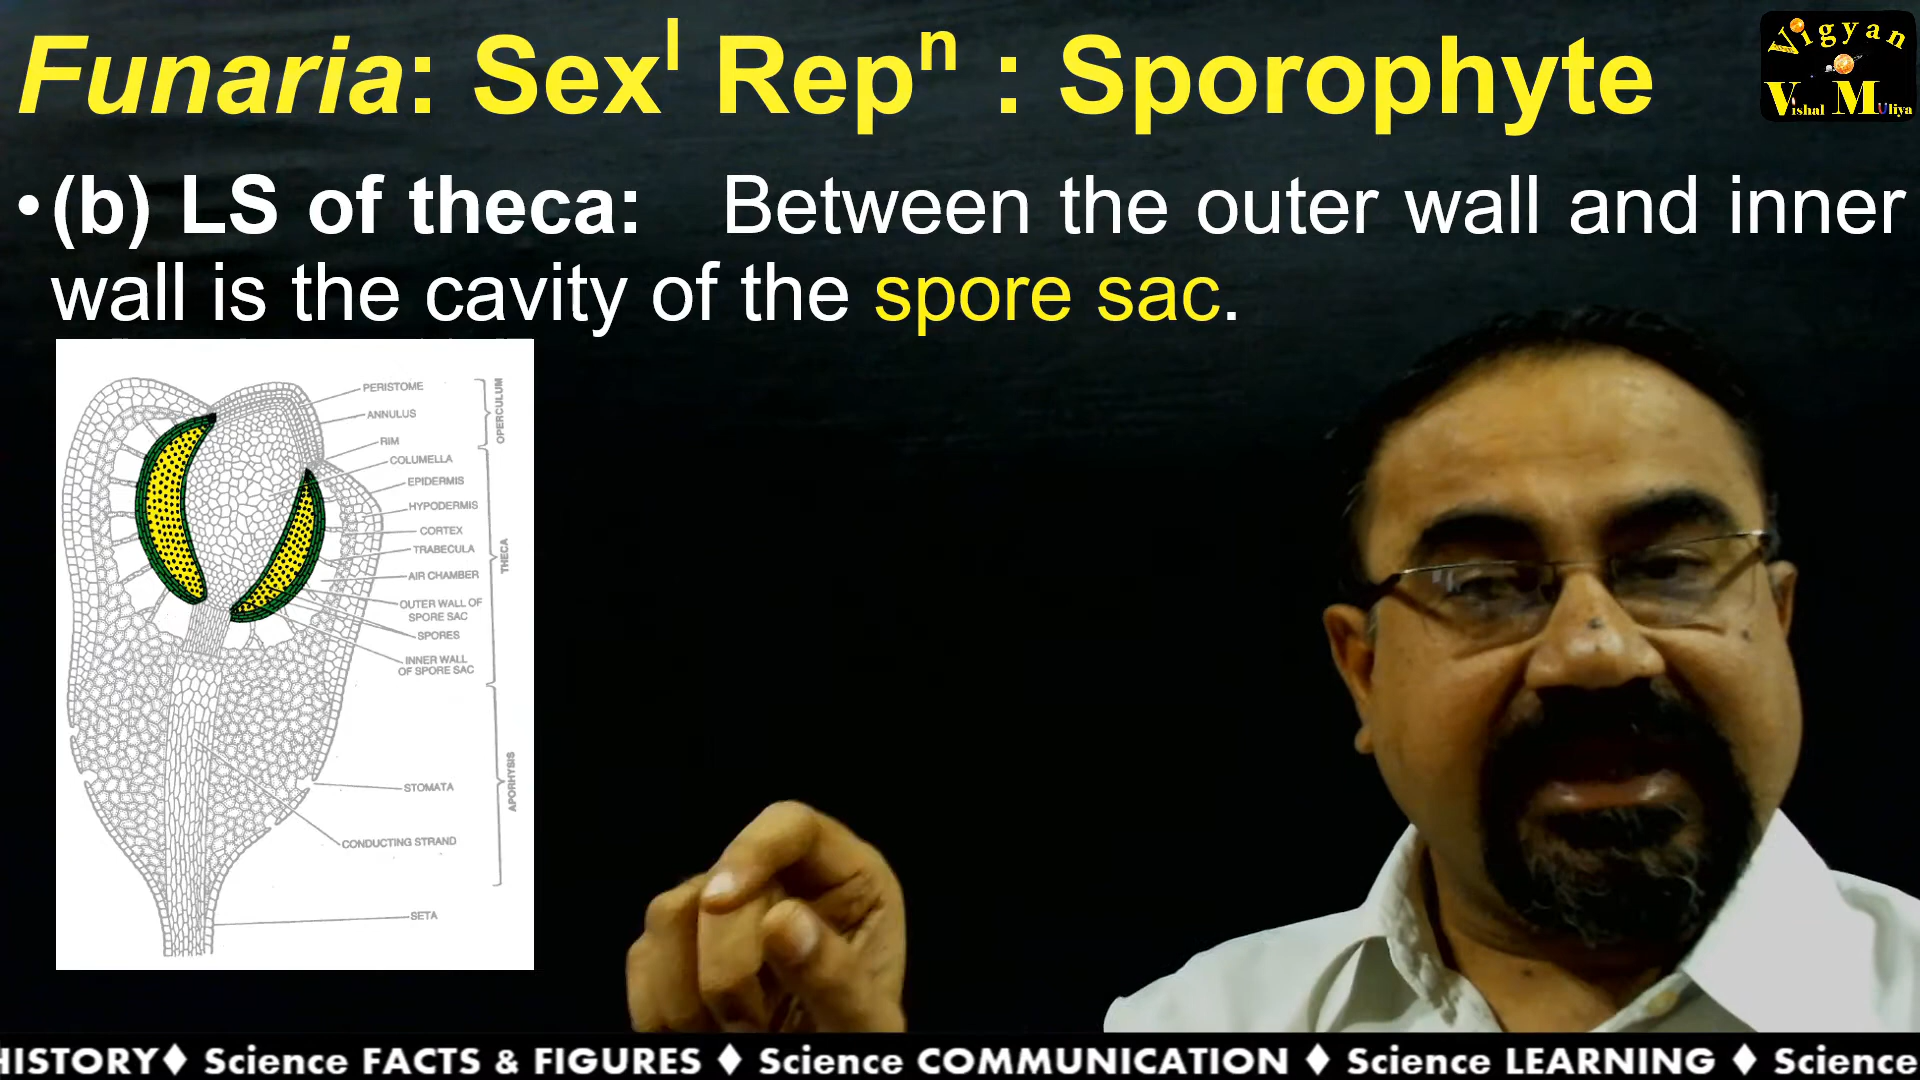 Funaria: Sexˡ Repⁿ : Sporophyte
Vigyan
Vishal Muliya
•(b) LS of theca: Between the outer wall and inner
wall is the cavity of the spore sac.
PERISTOME
ANNULUS
OPERCULUM
RIM
COLUMELLA
EPIDERMIS
HYPODERMIS
CORTEX
TRABECULA
THECA
AIR CHAMBER
OUTER WALL OF
SPORE SAC
SPORES
INNER WALL
OF SPORE SAC
STOMATA
APORHYSIS
CONDUCTING STRAND
SETA
HISTORY♦ Science FACTS & FIGURES ♦ Science COMMUNICATION ♦ Science LEARNING ♦ Science